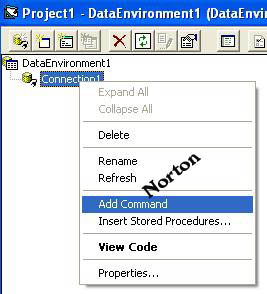 Project1 - DataEnvironment1 (DataEnvir
DataEnvironment1
Connection1
Expand All
Collapse All
Delete
Rename
Refresh
Norton
Add Command
Insert Stored Procedures...
View Code
Properties...